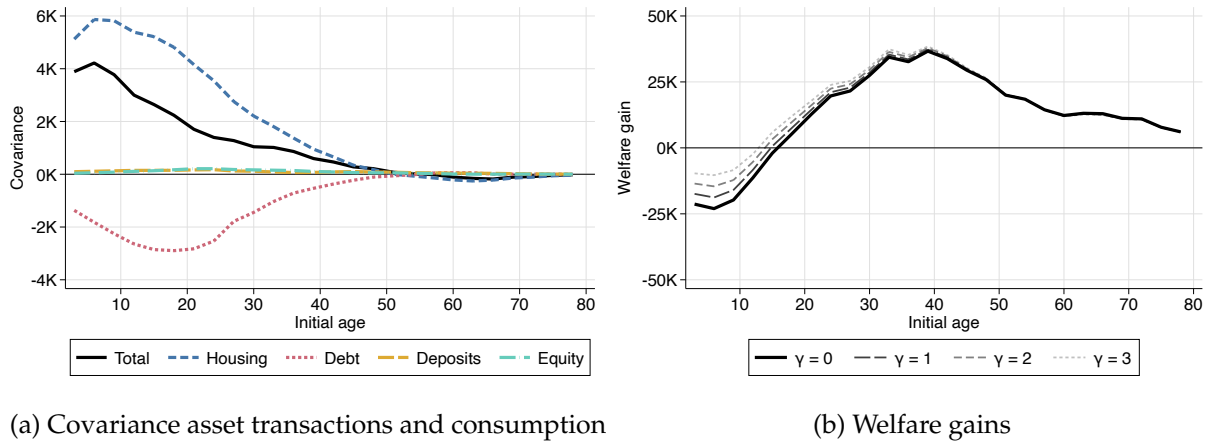 6K
4K
2K
0K
-2K
-4K
Covariance
10 20 30 40 50 60 70 80
Initial age
Total Housing Debt Deposits Equity
(a) Covariance asset transactions and consumption
50K
25K
0K
-25K
-50K
Welfare gain
10 20 30 40 50 60 70 80
Initial age
γ = 0 γ = 1 γ = 2 γ = 3
(b) Welfare gains